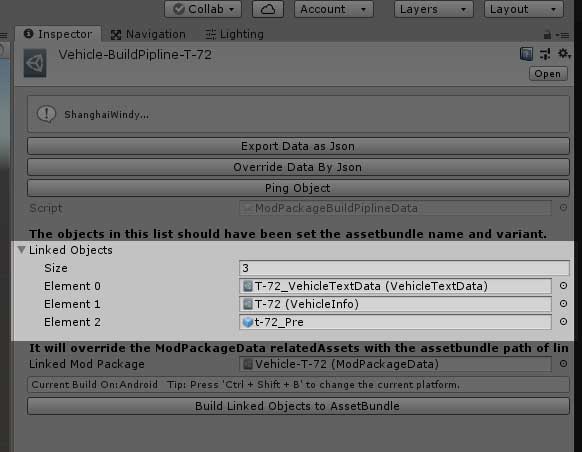 Collab
Account
Layers
Layout
Inspector
Navigation
Lighting
Vehicle-BuildPipline-T-72
Open
ShanghaiWindy...
Export Data as Json
Override Data By Json
Ping Object
Script
ModPackageBuildPiplineData
The objects in this list should have been set the assetbundle name and variant.
Linked Objects
Size
3
Element 0
T-72_VehicleTextData (VehicleTextData)
Element 1
T-72 (VehicleInfo)
Element 2
t-72_Pre
It will override the ModPackageData relatedAssets with the assetbundle path of lin
Linked Mod Package
Vehicle-T-72 (ModPackageData)
Current Build On:Android Tip: Press 'Ctrl + Shift + B' to change the current platform.
Build Linked Objects to AssetBundle